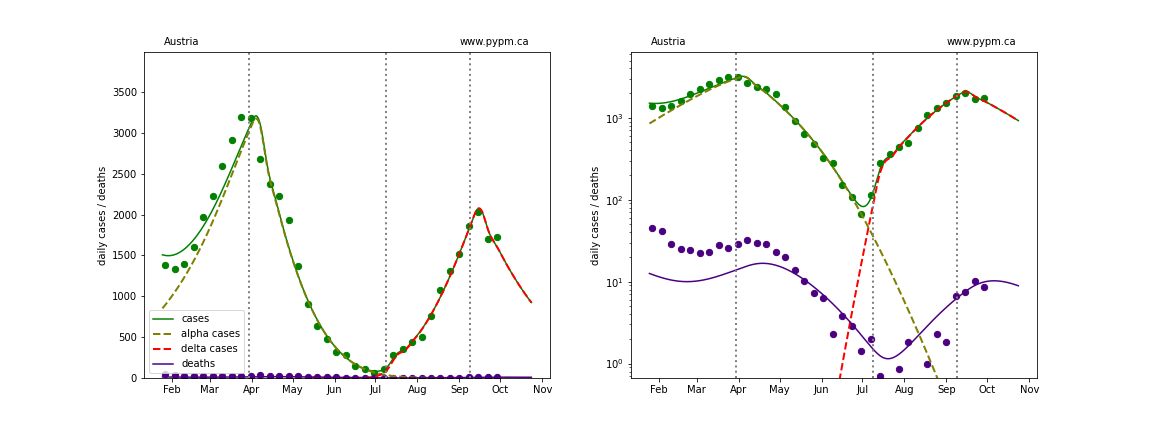 Austria
www.pypm.ca
daily cases / deaths
3500
3000
2500
2000
1500
1000
500
0
cases
alpha cases
delta cases
deaths
Feb Mar Apr May Jun Jul Aug Sep Oct Nov
Austria
www.pypm.ca
daily cases / deaths
10³
10²
10¹
10⁰
Feb Mar Apr May Jun Jul Aug Sep Oct Nov